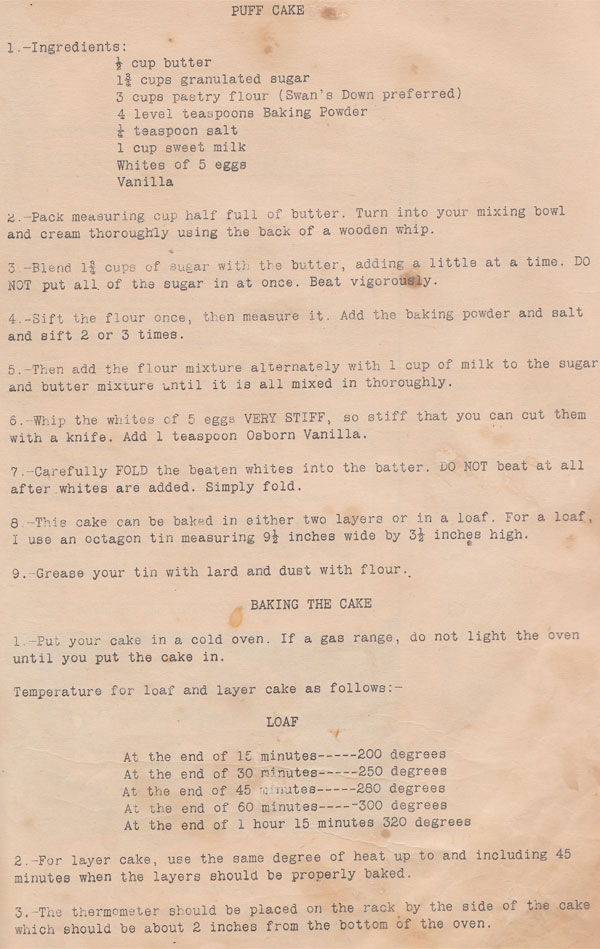 PUFF CAKE
1.-Ingredients:
½ cup butter
1¾ cups granulated sugar
3 cups pastry flour (Swan's Down preferred)
4 level teaspoons Baking Powder
¼ teaspoon salt
1 cup sweet milk
Whites of 5 eggs
Vanilla
2.-Pack measuring cup half full of butter. Turn into your mixing bowl
and cream thoroughly using the back of a wooden whip.
3.-Blend 1¾ cups of sugar with the butter, adding a little at a time. DO
NOT put all of the sugar in at once. Beat vigorously.
4.-Sift the flour once, then measure it. Add the baking powder and salt
and sift 2 or 3 times.
5.-Then add the flour mixture alternately with 1 cup of milk to the sugar
and butter mixture until it is all mixed in thoroughly.
6.-Whip the whites of 5 eggs VERY STIFF, so stiff that you can cut them
with a knife. Add 1 teaspoon Osborn Vanilla.
7.-Carefully FOLD the beaten whites into the batter. DO NOT beat at all
after whites are added. Simply fold.
8.-This cake can be baked in either two layers or in a loaf. For a loaf,
I use an octagon tin measuring 9½ inches wide by 3½ inches high.
9.-Grease your tin with lard and dust with flour.
BAKING THE CAKE
1.-Put your cake in a cold oven. If a gas range, do not light the oven
until you put the cake in.
Temperature for loaf and layer cake as follows:-
LOAF
At the end of 15 minutes-----200 degrees
At the end of 30 minutes-----250 degrees
At the end of 45 minutes-----280 degrees
At the end of 60 minutes-----300 degrees
At the end of 1 hour 15 minutes 320 degrees
2.-For layer cake, use the same degree of heat up to and including 45
minutes when the layers should be properly baked.
3.-The thermometer should be placed on the rack by the side of the cake
which should be about 2 inches from the bottom of the oven.